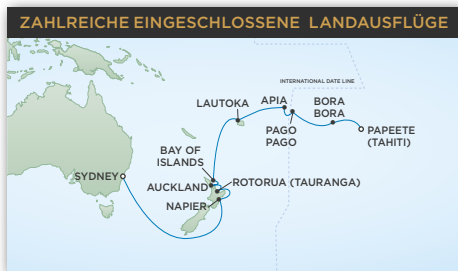 ZAHLREICHE EINGESCHLOSSENE LANDAUSFLÜGE
INTERNATIONAL DATE LINE
LAUTOKA
APIA
BORA
BORA
PAGO
PAGO
PAPEETE
(TAHITI)
BAY OF
ISLANDS
SYDNEY
AUCKLAND
ROTORUA (TAURANGA)
NAPIER